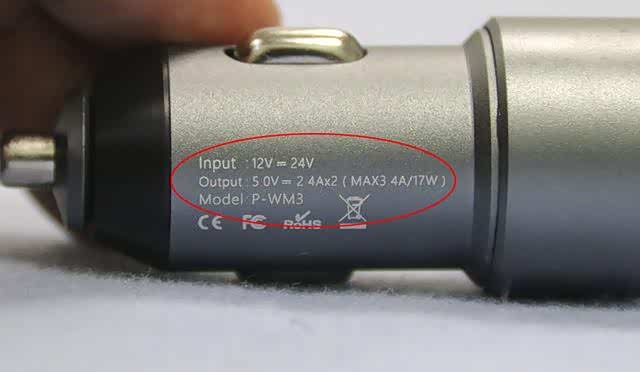 Input : 12V = 24V
Output : 5 0V = 2 4Ax2 ( MAX3 4A/17W )
Model P-WM3
CE FC RoHS